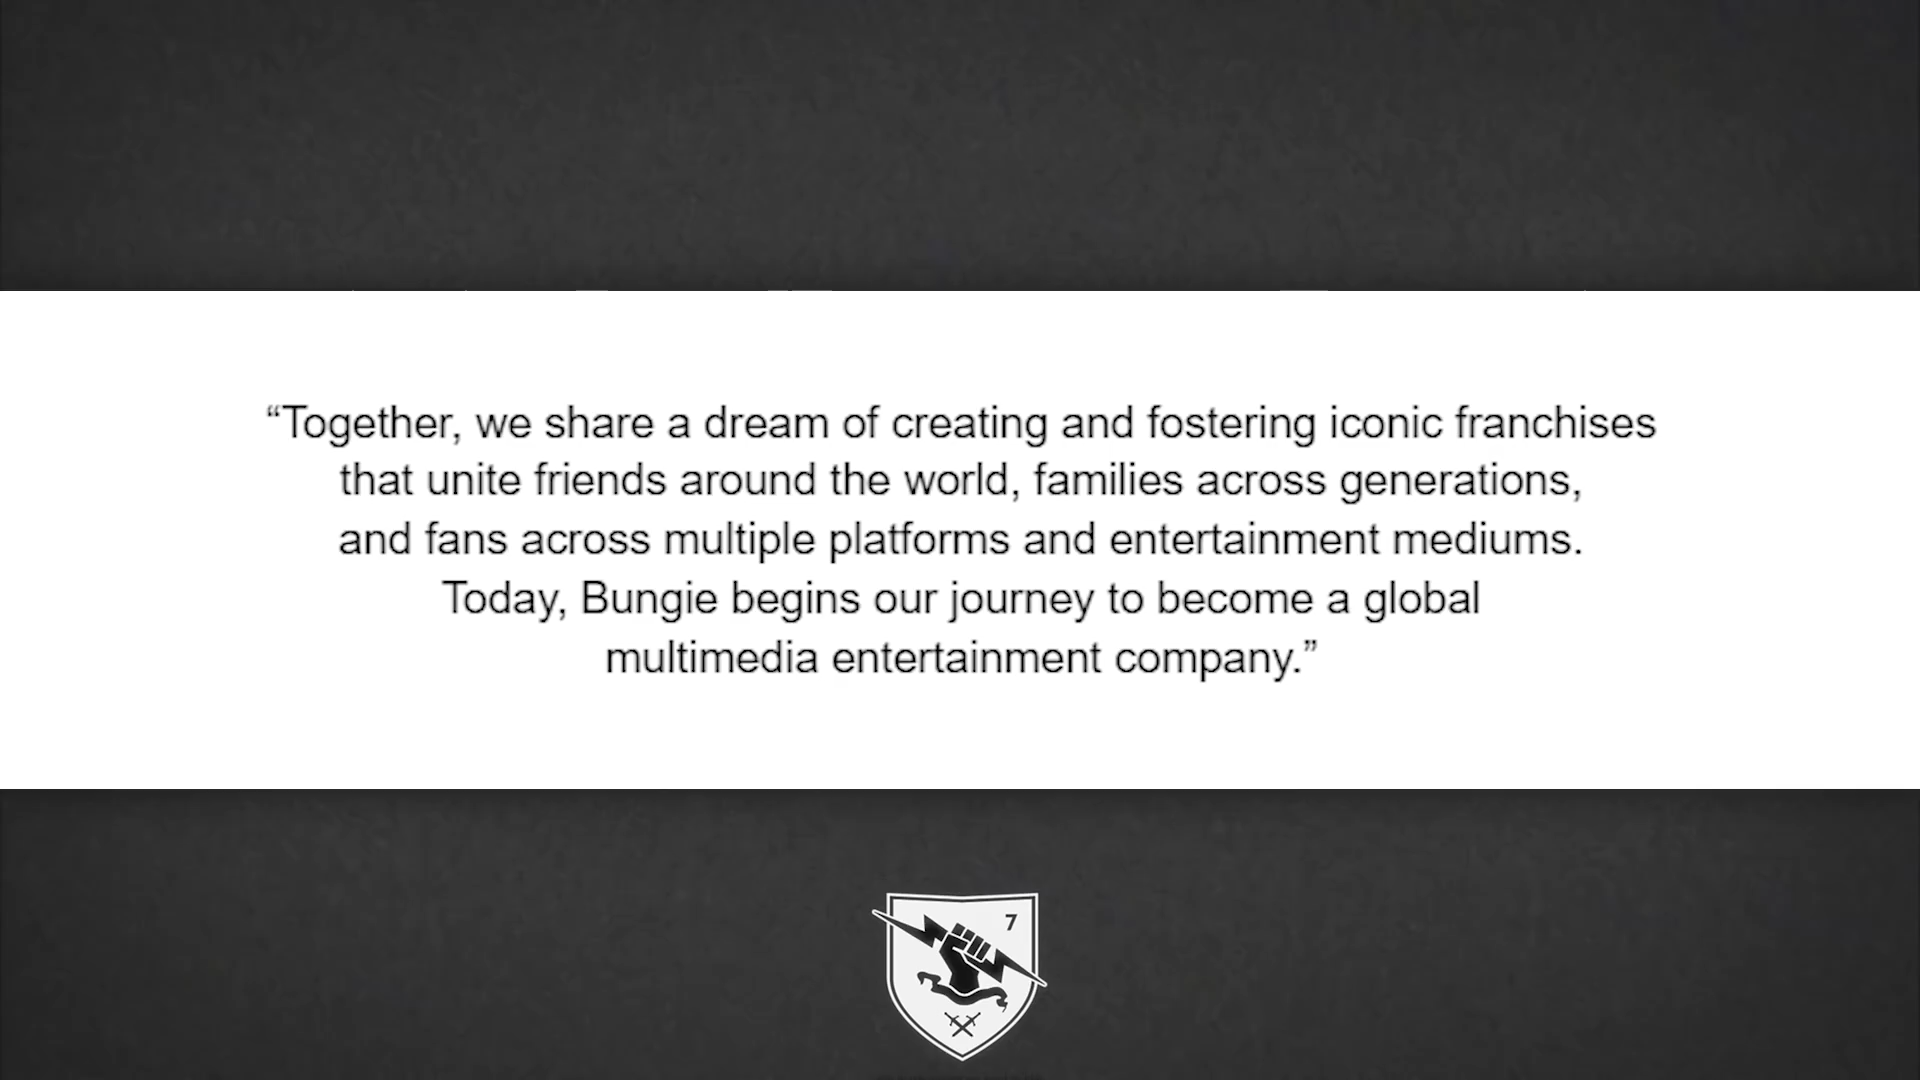 “Together, we share a dream of creating and fostering iconic franchises
that unite friends around the world, families across generations,
and fans across multiple platforms and entertainment mediums.
Today, Bungie begins our journey to become a global
multimedia entertainment company.”
7